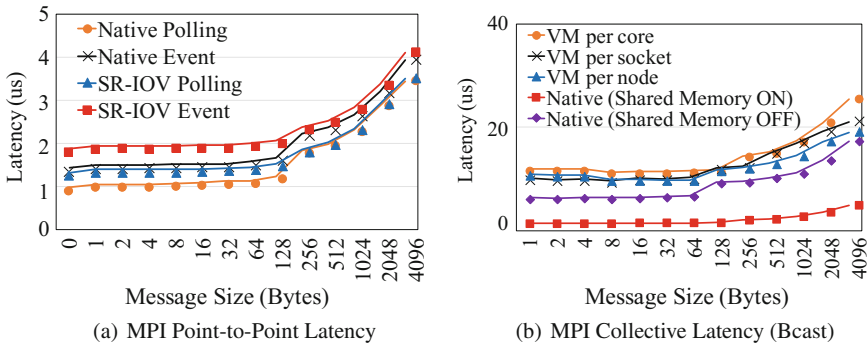 5
4
3
2
1
0
Latency (us)
Native Polling
Native Event
SR-IOV Polling
SR-IOV Event
0
1
2
4
8
16
32
64
128
256
512
1024
2048
4096
Message Size (Bytes)
(a) MPI Point-to-Point Latency
40
20
0
Latency (us)
VM per core
VM per socket
VM per node
Native (Shared Memory ON)
Native (Shared Memory OFF)
1
2
4
8
16
32
64
128
256
512
1024
2048
4096
Message Size (Bytes)
(b) MPI Collective Latency (Bcast)